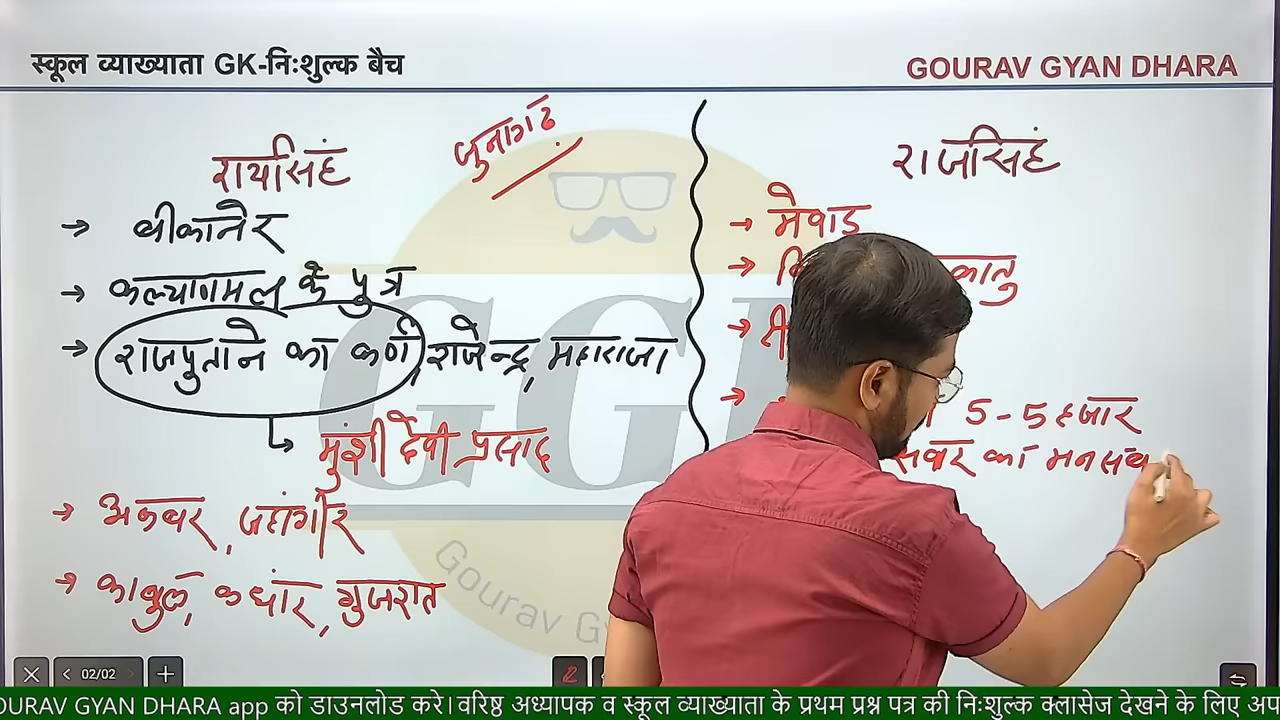 स्कूल व्याख्याता GK-निःशुल्क बैच
GOURAV GYAN DHARA
जुनागढ
रायसिंह
→ बीकानेर
→ कल्याणमल के पुत्र
→ राजपुताने का कर्ण, राजेन्द्र, महाराजा
मुंशी देवी प्रसाद
→ अकबर, जहांगीर
→ काबुल, कंधार, गुजरात
राजसिंह
→ मेवाड
→
→
→ 5-5 हजार
का मनसब
GGD
Gourav Gy
02/02
OURAV GYAN DHARA app को डाउनलोड करे। वरिष्ठ अध्यापक व स्कूल व्याख्याता के प्रथम प्रश्न पत्र की निःशुल्क क्लासेज देखने के लिए अप